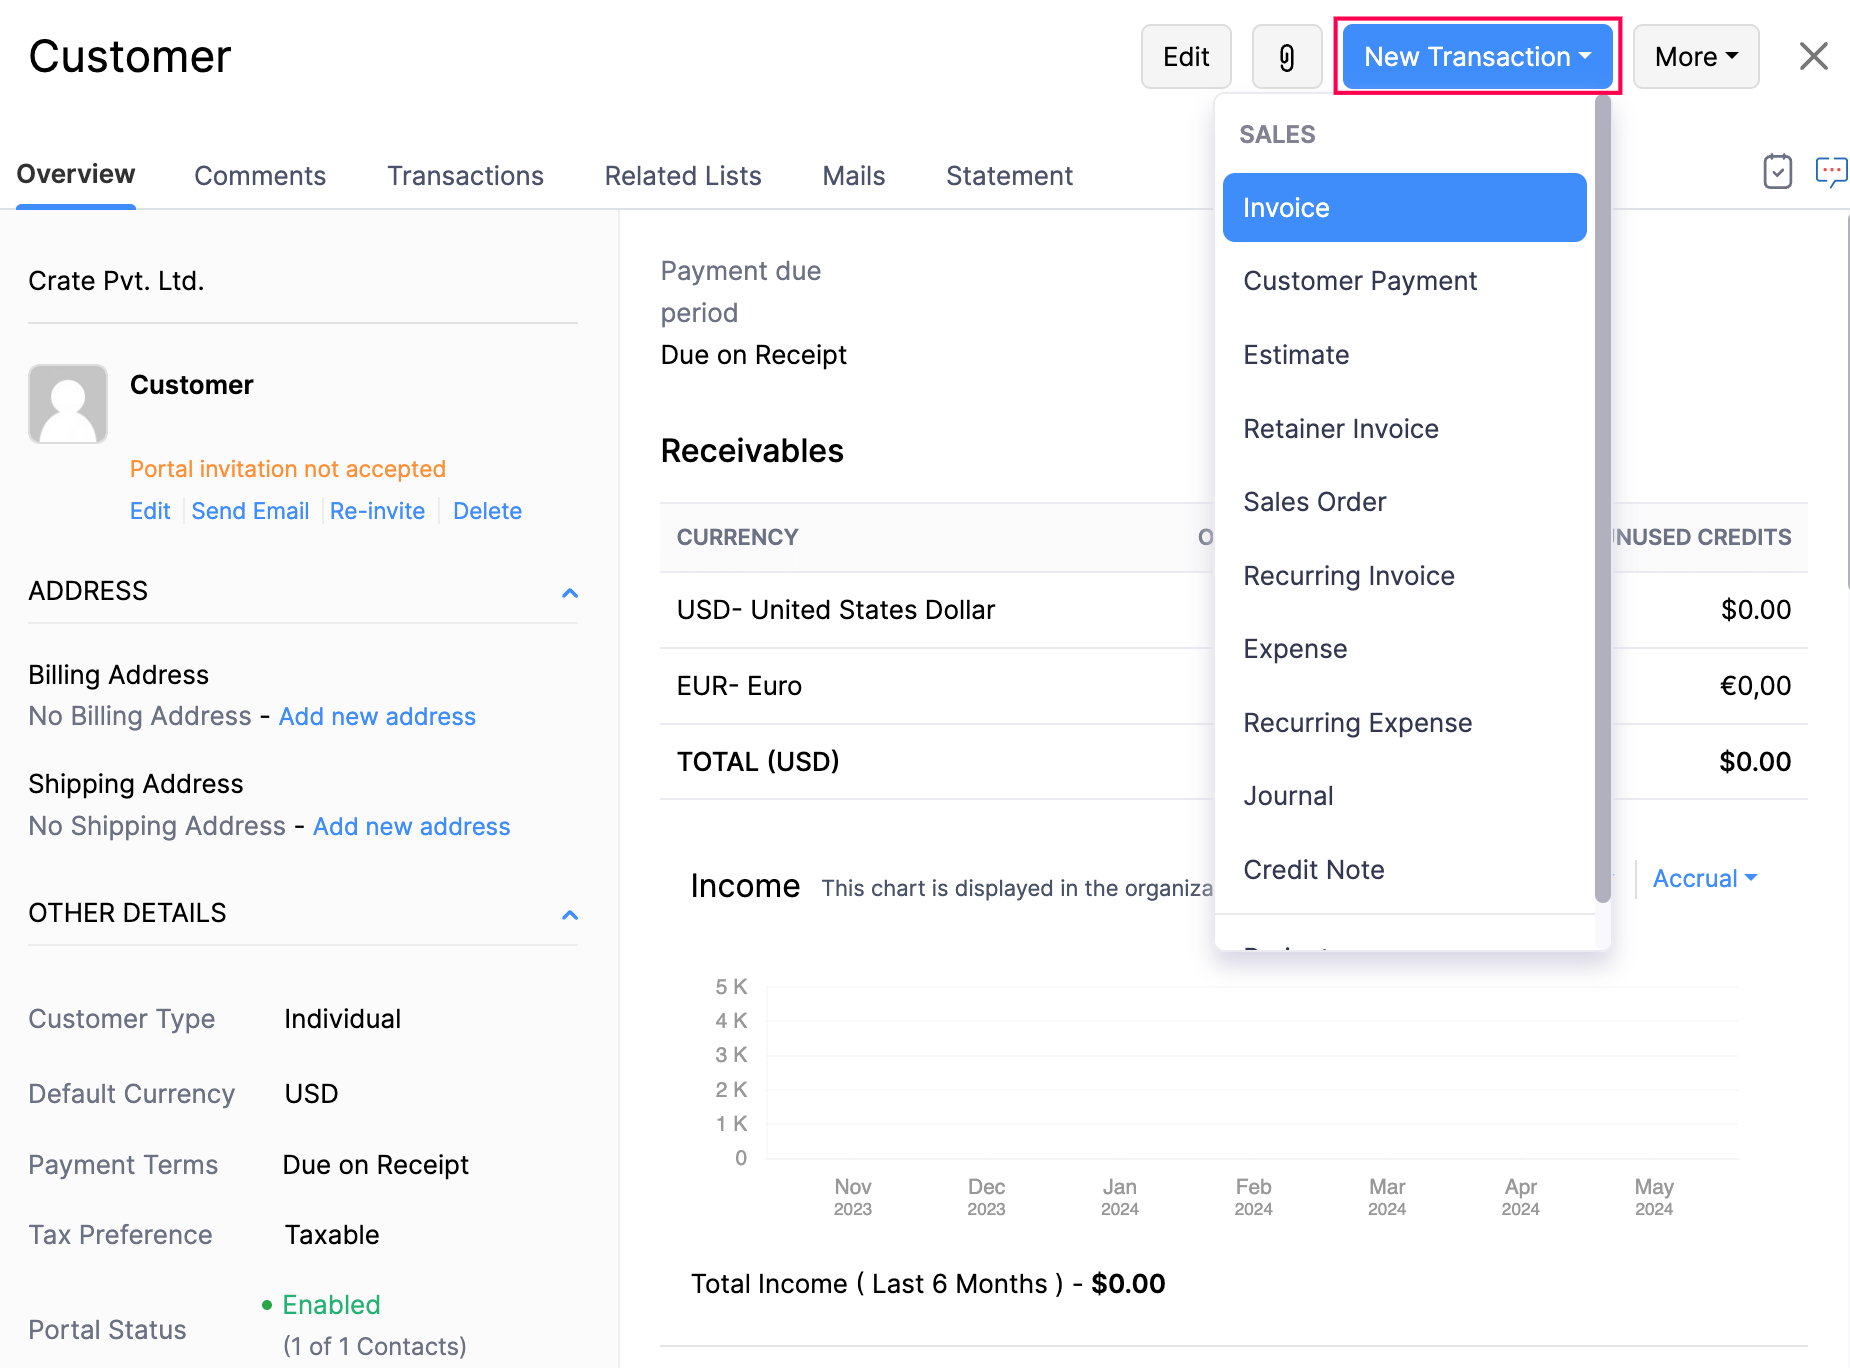 Customer
Edit
New Transaction
More
Overview
Comments
Transactions
Related Lists
Mails
Statement
SALES
Invoice
Customer Payment
Estimate
Retainer Invoice
Sales Order
Recurring Invoice
Expense
Recurring Expense
Journal
Credit Note
Crate Pvt. Ltd.
Customer
Portal invitation not accepted
Edit
Send Email
Re-invite
Delete
ADDRESS
Billing Address
No Billing Address - Add new address
Shipping Address
No Shipping Address - Add new address
OTHER DETAILS
Customer Type
Individual
Default Currency
USD
Payment Terms
Due on Receipt
Tax Preference
Taxable
Portal Status
Enabled
(1 of 1 Contacts)
Payment due
period
Due on Receipt
Receivables
CURRENCY
CREDITS
USD- United States Dollar
$0.00
EUR- Euro
€0,00
TOTAL (USD)
$0.00
Income
This chart is displayed in the
Accrual
5 K
4 K
3 K
2 K
1 K
0
Nov
2023
Dec
2023
Jan
2024
Feb
2024
Mar
2024
Apr
2024
May
2024
Total Income ( Last 6 Months ) - $0.00